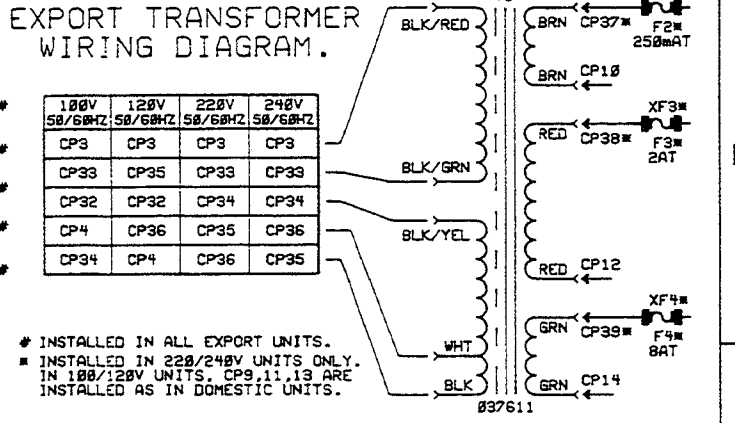 EXPORT TRANSFORMER
WIRING DIAGRAM.
# 100V 120V 220V 240V
50/60HZ 50/60HZ 50/60HZ 50/60HZ
# CP3 CP3 CP3 CP3
# CP33 CP35 CP33 CP33
CP32 CP32 CP34 CP34
# CP4 CP36 CP35 CP36
# CP34 CP4 CP36 CP35
# INSTALLED IN ALL EXPORT UNITS.
* INSTALLED IN 220/240V UNITS ONLY.
IN 100/120V UNITS, CP9,11,13 ARE
INSTALLED AS IN DOMESTIC UNITS.
BLK/RED
BLK/GRN
BLK/YEL
WHT
BLK
037611
BRN CP37*
F2*
250mAT
BRN CP10
XF3*
RED CP38*
F3*
2AT
RED CP12
XF4*
GRN CP39*
F4*
8AT
GRN CP14